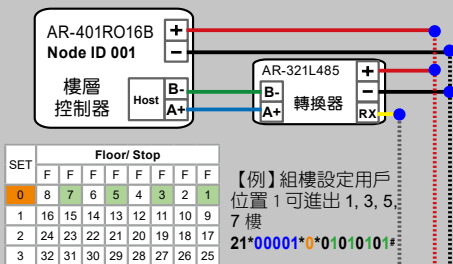 AR-401RO16B
Node ID 001
+
−
樓層
控制器
Host
B-
A+
AR-321L485
B-
A+
轉換器
+
−
RX
SET
Floor/ Stop
F F F F F F F F
0 8 7 6 5 4 3 2 1
1 16 15 14 13 12 11 10 9
2 24 23 22 21 20 19 18 17
3 32 31 30 29 28 27 26 25
【例】組樓設定用戶
位置 1 可進出 1, 3, 5,
7 樓
21*00001*0*01010101#